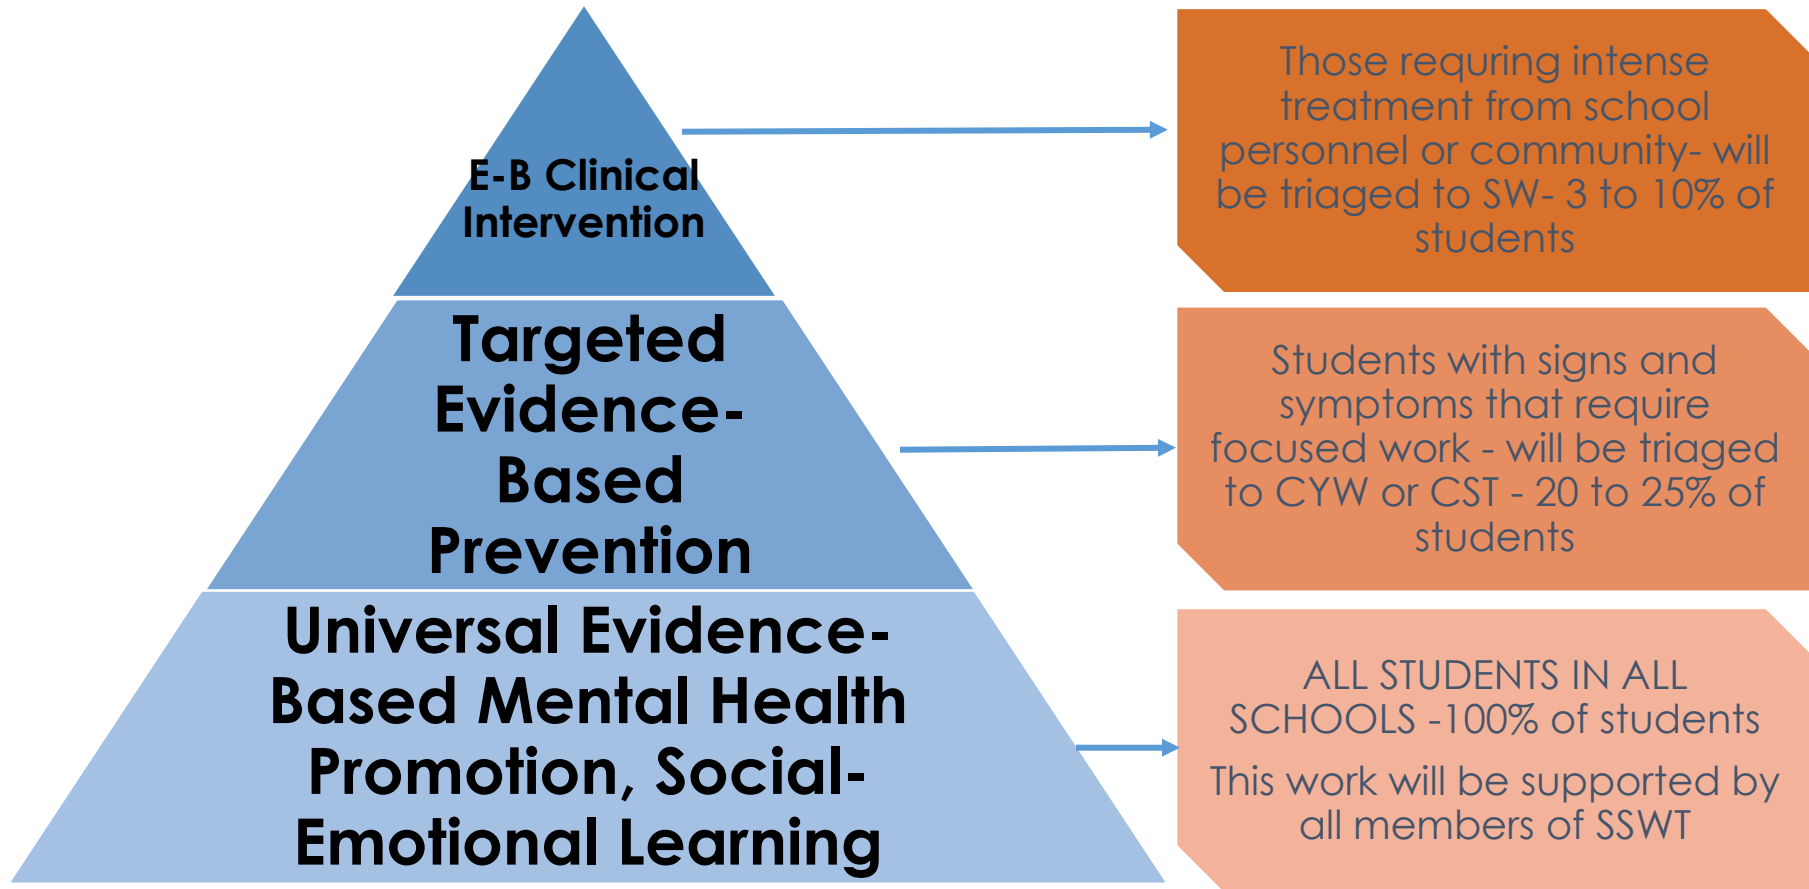 E-B Clinical
Intervention
Those requring intense
treatment from school
personnel or community- will
be triaged to SW- 3 to 10% of
students
Targeted
Evidence-
Based
Prevention
Students with signs and
symptoms that require
focused work - will be triaged
to CYW or CST - 20 to 25% of
students
Universal Evidence-
Based Mental Health
Promotion, Social-
Emotional Learning
ALL STUDENTS IN ALL
SCHOOLS -100% of students
This work will be supported by
all members of SSWT